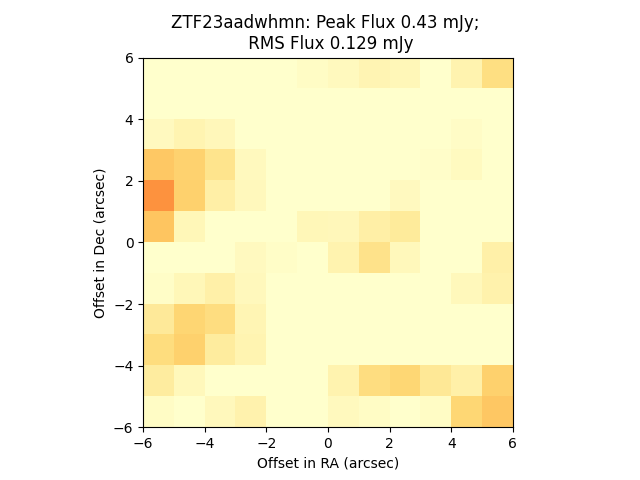 ZTF23aadwhmn: Peak Flux 0.43 mJy;
RMS Flux 0.129 mJy
6
4
2
0
−2
−4
−6
Offset in Dec (arcsec)
−6 −4 −2 0 2 4 6
Offset in RA (arcsec)